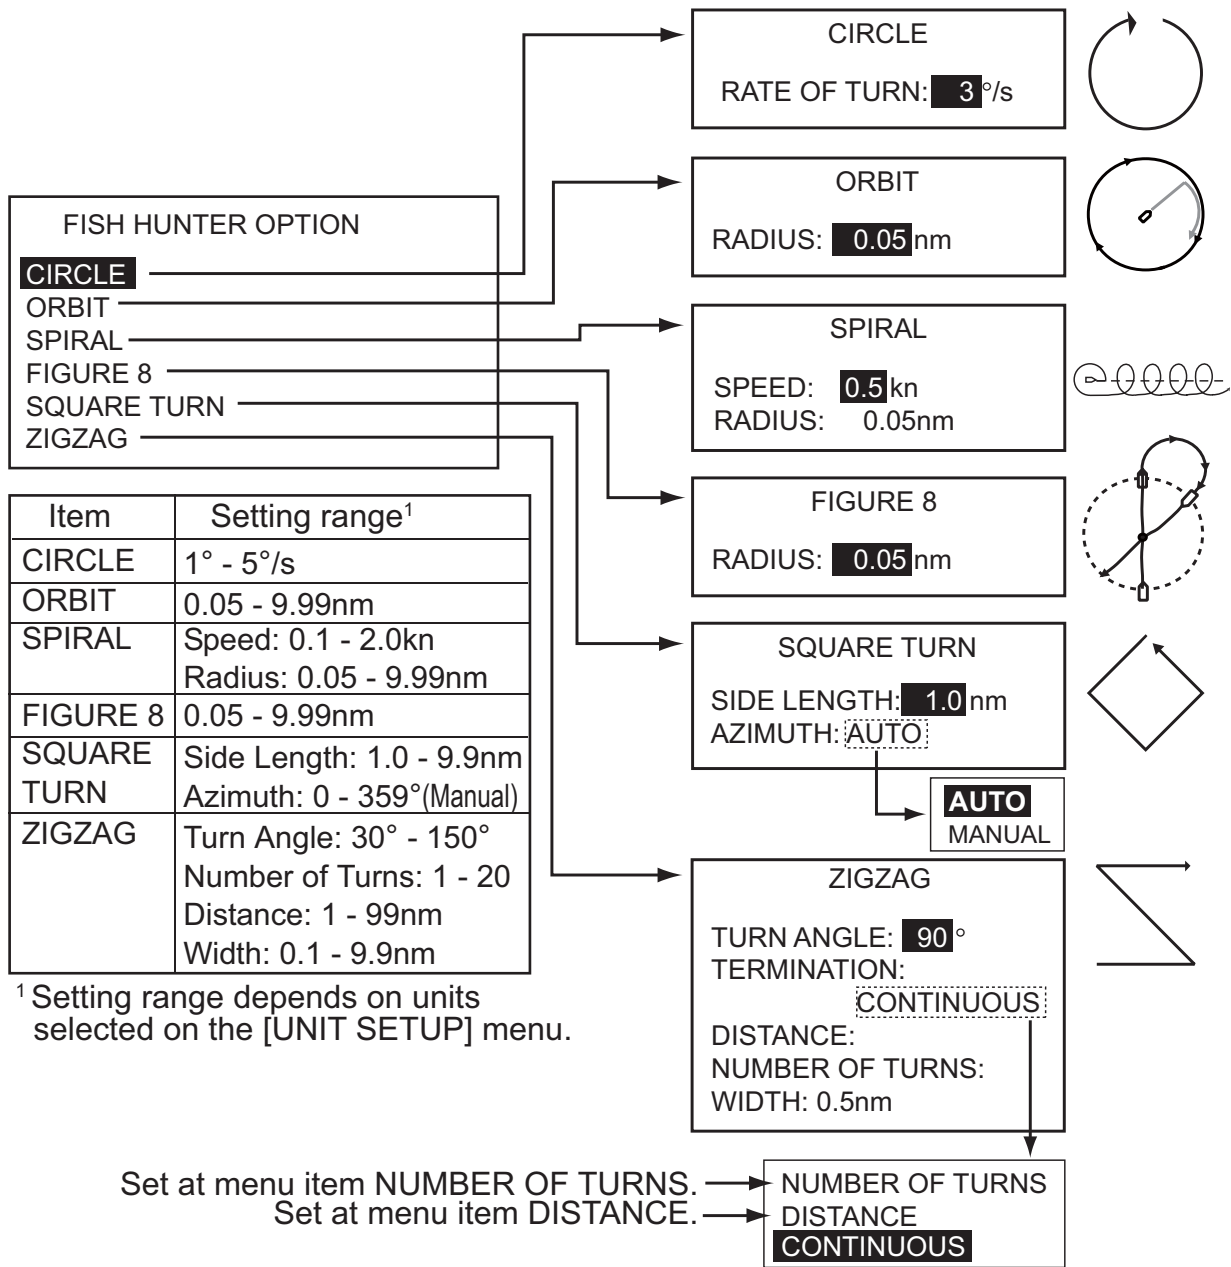 FISH HUNTER OPTION
CIRCLE
ORBIT
SPIRAL
FIGURE 8
SQUARE TURN
ZIGZAG
CIRCLE
RATE OF TURN: 3 °/s
ORBIT
RADIUS: 0.05 nm
SPIRAL
SPEED: 0.5 kn
RADIUS: 0.05nm
FIGURE 8
RADIUS: 0.05 nm
SQUARE TURN
SIDE LENGTH: 1.0 nm
AZIMUTH: AUTO
AUTO
MANUAL
ZIGZAG
TURN ANGLE: 90 °
TERMINATION:
CONTINUOUS
DISTANCE:
NUMBER OF TURNS:
WIDTH: 0.5nm
NUMBER OF TURNS
DISTANCE
CONTINUOUS
Set at menu item NUMBER OF TURNS.
Set at menu item DISTANCE.
Item Setting range¹
CIRCLE 1° - 5°/s
ORBIT 0.05 - 9.99nm
SPIRAL Speed: 0.1 - 2.0kn
Radius: 0.05 - 9.99nm
FIGURE 8 0.05 - 9.99nm
SQUARE Side Length: 1.0 - 9.9nm
TURN Azimuth: 0 - 359°(Manual)
ZIGZAG Turn Angle: 30° - 150°
Number of Turns: 1 - 20
Distance: 1 - 99nm
Width: 0.1 - 9.9nm
¹ Setting range depends on units
selected on the [UNIT SETUP] menu.